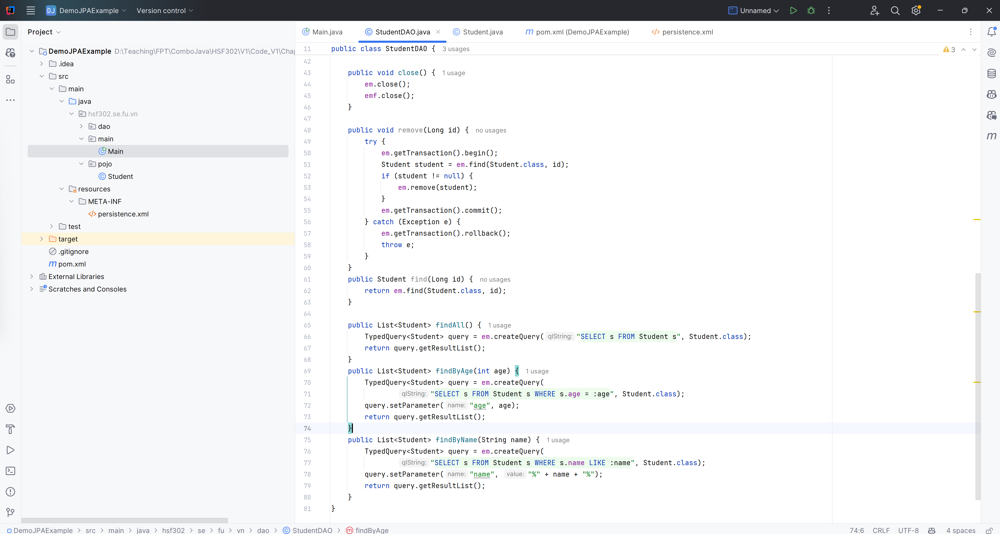 DJ DemoJPAExample Version control Unnamed
Project
DemoJPAExample D:\Teaching\FPT\ComboJava\HSF302\V1\Code_V1\Cha
.idea
src
main
java
hsf302.se.fu.vn
dao
main
Main
pojo
Student
resources
META-INF
persistence.xml
test
target
.gitignore
pom.xml
External Libraries
Scratches and Consoles
Main.java StudentDAO.java Student.java pom.xml (DemoJPAExample) persistence.xml
11 public class StudentDAO { 3 usages 3
42
43 public void close() { 1 usage
44 em.close();
45 emf.close();
46 }
47
48 public void remove(Long id) { no usages
49 try {
50 em.getTransaction().begin();
51 Student student = em.find(Student.class, id);
52 if (student != null) {
53 em.remove(student);
54 }
55 em.getTransaction().commit();
56 } catch (Exception e) {
57 em.getTransaction().rollback();
58 throw e;
59 }
60 }
61 public Student find(Long id) { no usages
62 return em.find(Student.class, id);
63 }
64
65 public List<Student> findAll() { 1 usage
66 TypedQuery<Student> query = em.createQuery( qlString: "SELECT s FROM Student s", Student.class);
67 return query.getResultList();
68 }
69 public List<Student> findByAge(int age) { 1 usage
70 TypedQuery<Student> query = em.createQuery(
71 qlString: "SELECT s FROM Student s WHERE s.age = :age", Student.class);
72 query.setParameter( name: "age", age);
73 return query.getResultList();
74 }
75 public List<Student> findByName(String name) { 1 usage
76 TypedQuery<Student> query = em.createQuery(
77 qlString: "SELECT s FROM Student s WHERE s.name LIKE :name", Student.class);
78 query.setParameter( name: "name", value: "%" + name + "%");
79 return query.getResultList();
80 }
81 }
DemoJPAExample > src > main > java > hsf302 > se > fu > vn > dao > StudentDAO > findByAge 74:6 CRLF UTF-8 4 spaces